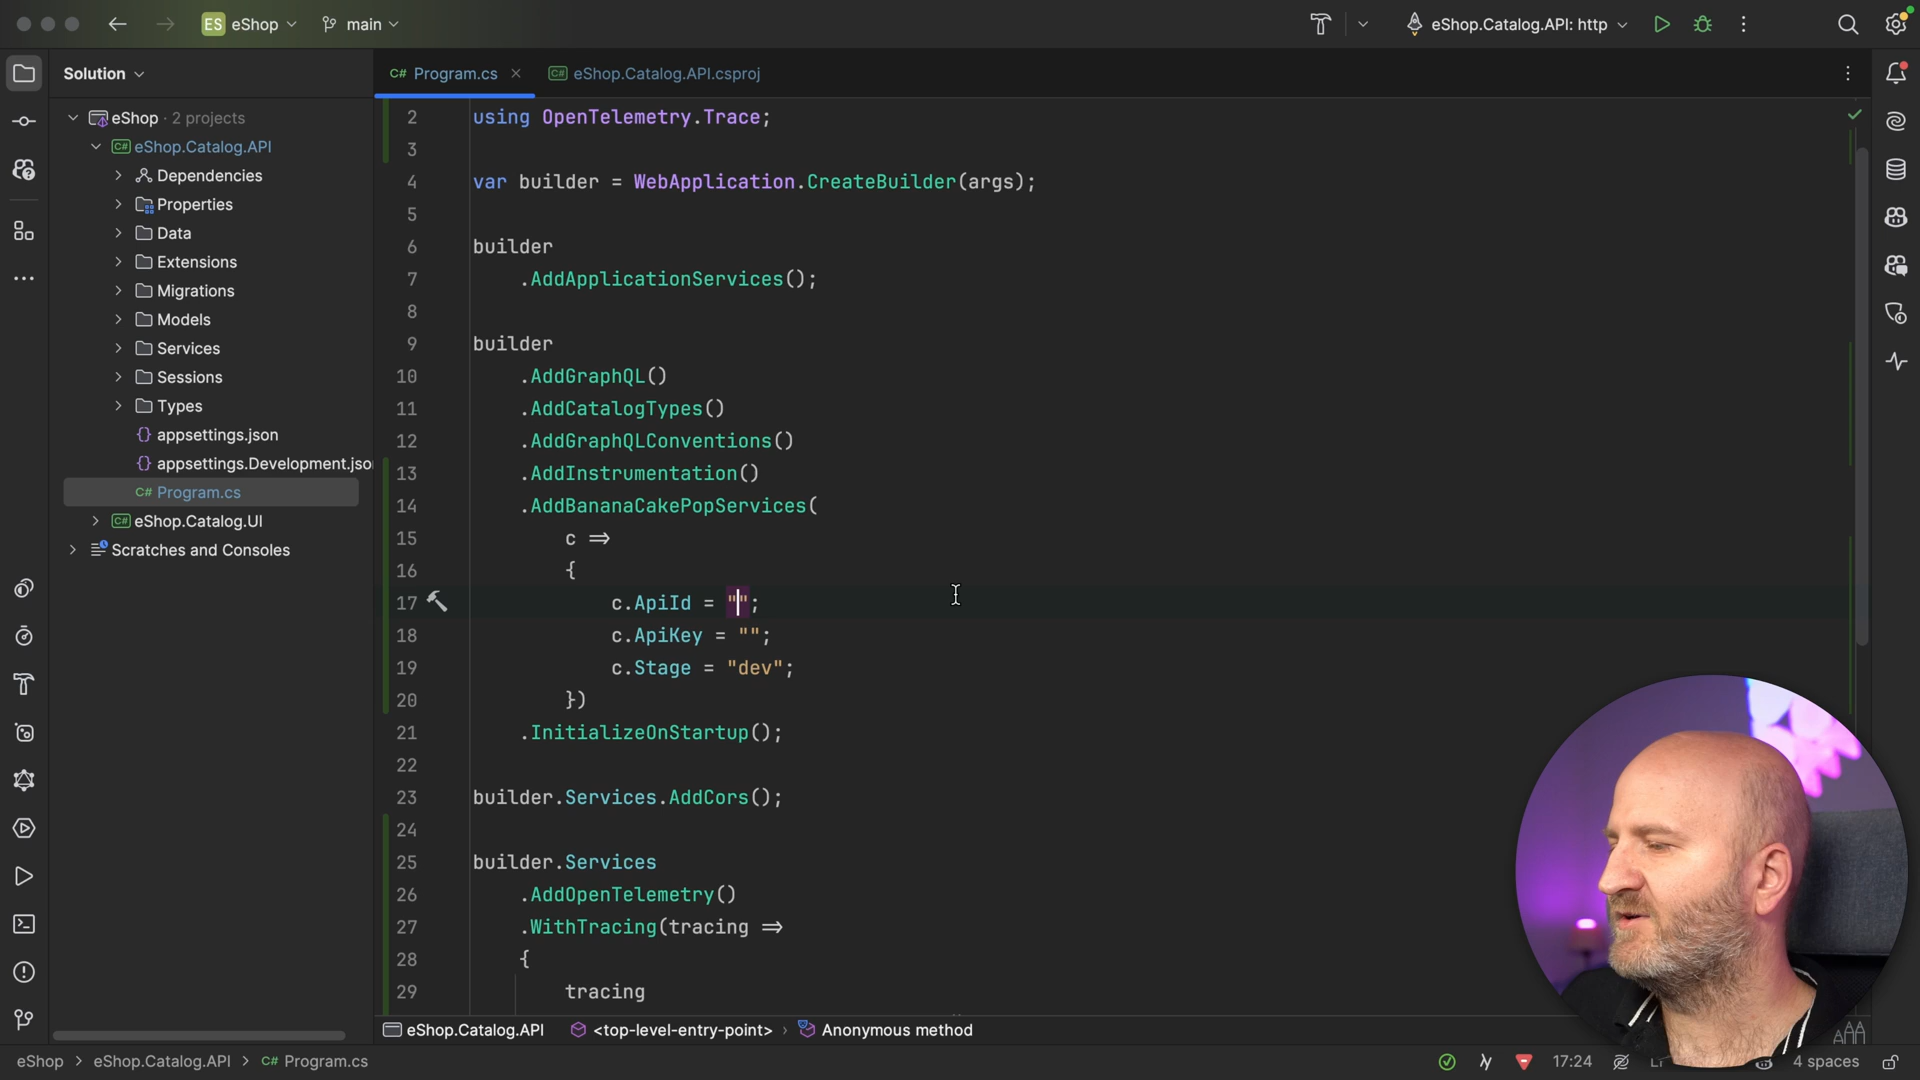 ES eShop main
eShop.Catalog.API: http
Solution
Program.cs
eShop.Catalog.API.csproj
eShop · 2 projects
eShop.Catalog.API
Dependencies
Properties
Data
Extensions
Migrations
Models
Services
Sessions
Types
appsettings.json
appsettings.Development.jso
Program.cs
eShop.Catalog.UI
Scratches and Consoles
2 using OpenTelemetry.Trace;
3
4 var builder = WebApplication.CreateBuilder(args);
5
6 builder
7 .AddApplicationServices();
8
9 builder
10 .AddGraphQL()
11 .AddCatalogTypes()
12 .AddGraphQLConventions()
13 .AddInstrumentation()
14 .AddBananaCakePopServices(
15 c =>
16 {
17 c.ApiId = "";
18 c.ApiKey = "";
19 c.Stage = "dev";
20 })
21 .InitializeOnStartup();
22
23 builder.Services.AddCors();
24
25 builder.Services
26 .AddOpenTelemetry()
27 .WithTracing(tracing =>
28 {
29 tracing
eShop.Catalog.API <top-level-entry-point> › Anonymous method
eShop > eShop.Catalog.API > C# Program.cs
17:24
4 spaces